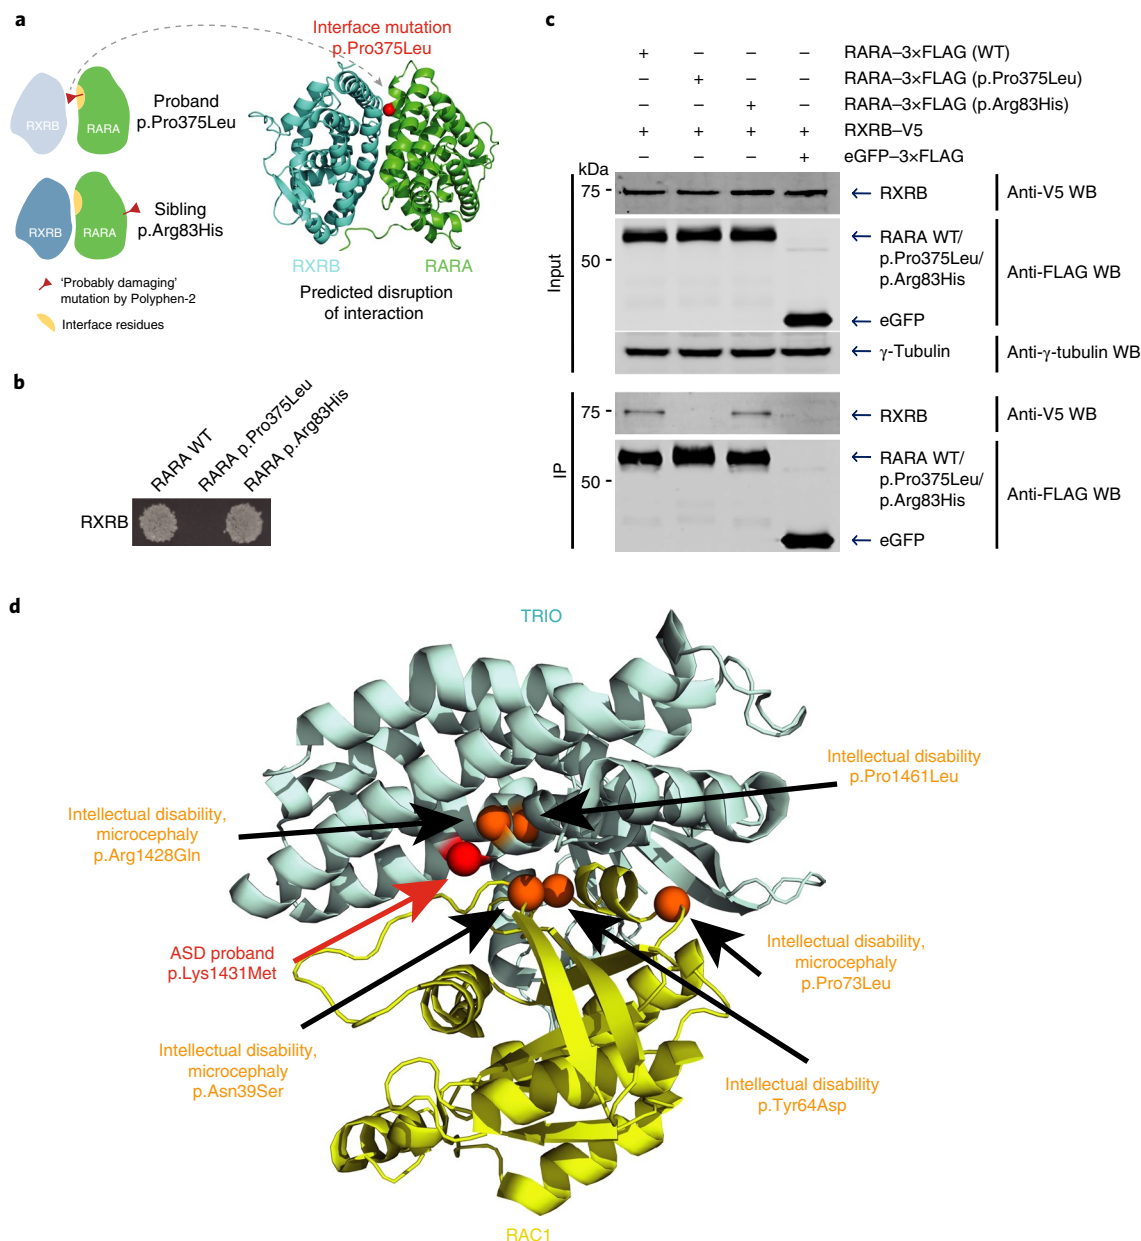 a
Interface mutation
p.Pro375Leu
RXRB
RARA
Proband
p.Pro375Leu
RXRB
RARA
Sibling
p.Arg83His
'Probably damaging'
mutation by Polyphen-2
Interface residues
RXRB
RARA
Predicted disruption
of interaction
b
RARA WT
RARA p.Pro375Leu
RARA p.Arg83His
RXRB
c
+ – – – RARA–3×FLAG (WT)
– + – – RARA–3×FLAG (p.Pro375Leu)
– – + – RARA–3×FLAG (p.Arg83His)
+ + + + RXRB–V5
– – – + eGFP–3×FLAG
kDa
Input
75
RXRB
Anti-V5 WB
50
RARA WT/
p.Pro375Leu/
p.Arg83His
Anti-FLAG WB
eGFP
γ-Tubulin
Anti-γ-tubulin WB
IP
75
RXRB
Anti-V5 WB
50
RARA WT/
p.Pro375Leu/
p.Arg83His
Anti-FLAG WB
eGFP
d
TRIO
Intellectual disability
p.Pro1461Leu
Intellectual disability,
microcephaly
p.Arg1428Gln
ASD proband
p.Lys1431Met
Intellectual disability,
microcephaly
p.Pro73Leu
Intellectual disability,
microcephaly
p.Asn39Ser
Intellectual disability
p.Tyr64Asp
RAC1